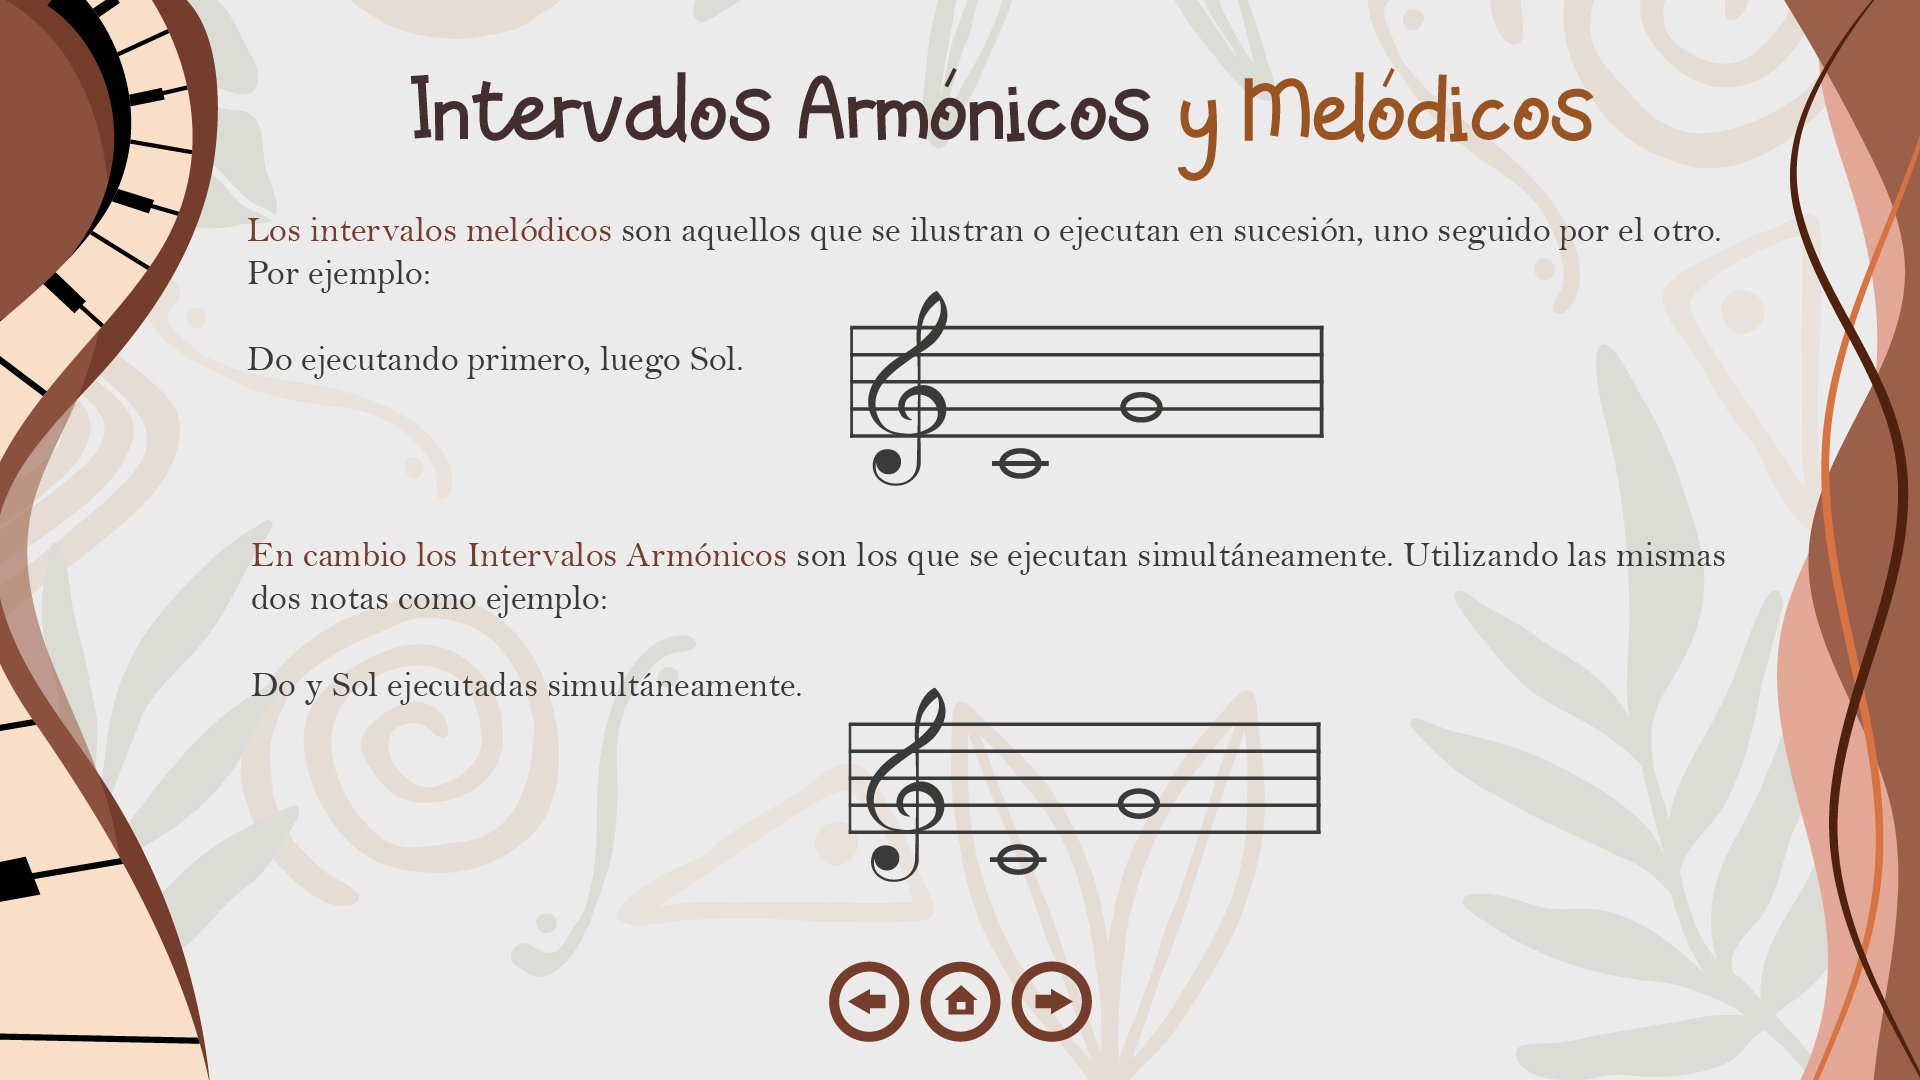 Intervalos Armónicos y Melódicos
Los intervalos melódicos son aquellos que se ilustran o ejecutan en sucesión, uno seguido por el otro.
Por ejemplo:
Do ejecutando primero, luego Sol.
En cambio los Intervalos Armónicos son los que se ejecutan simultáneamente. Utilizando las mismas
dos notas como ejemplo:
Do y Sol ejecutadas simultáneamente.